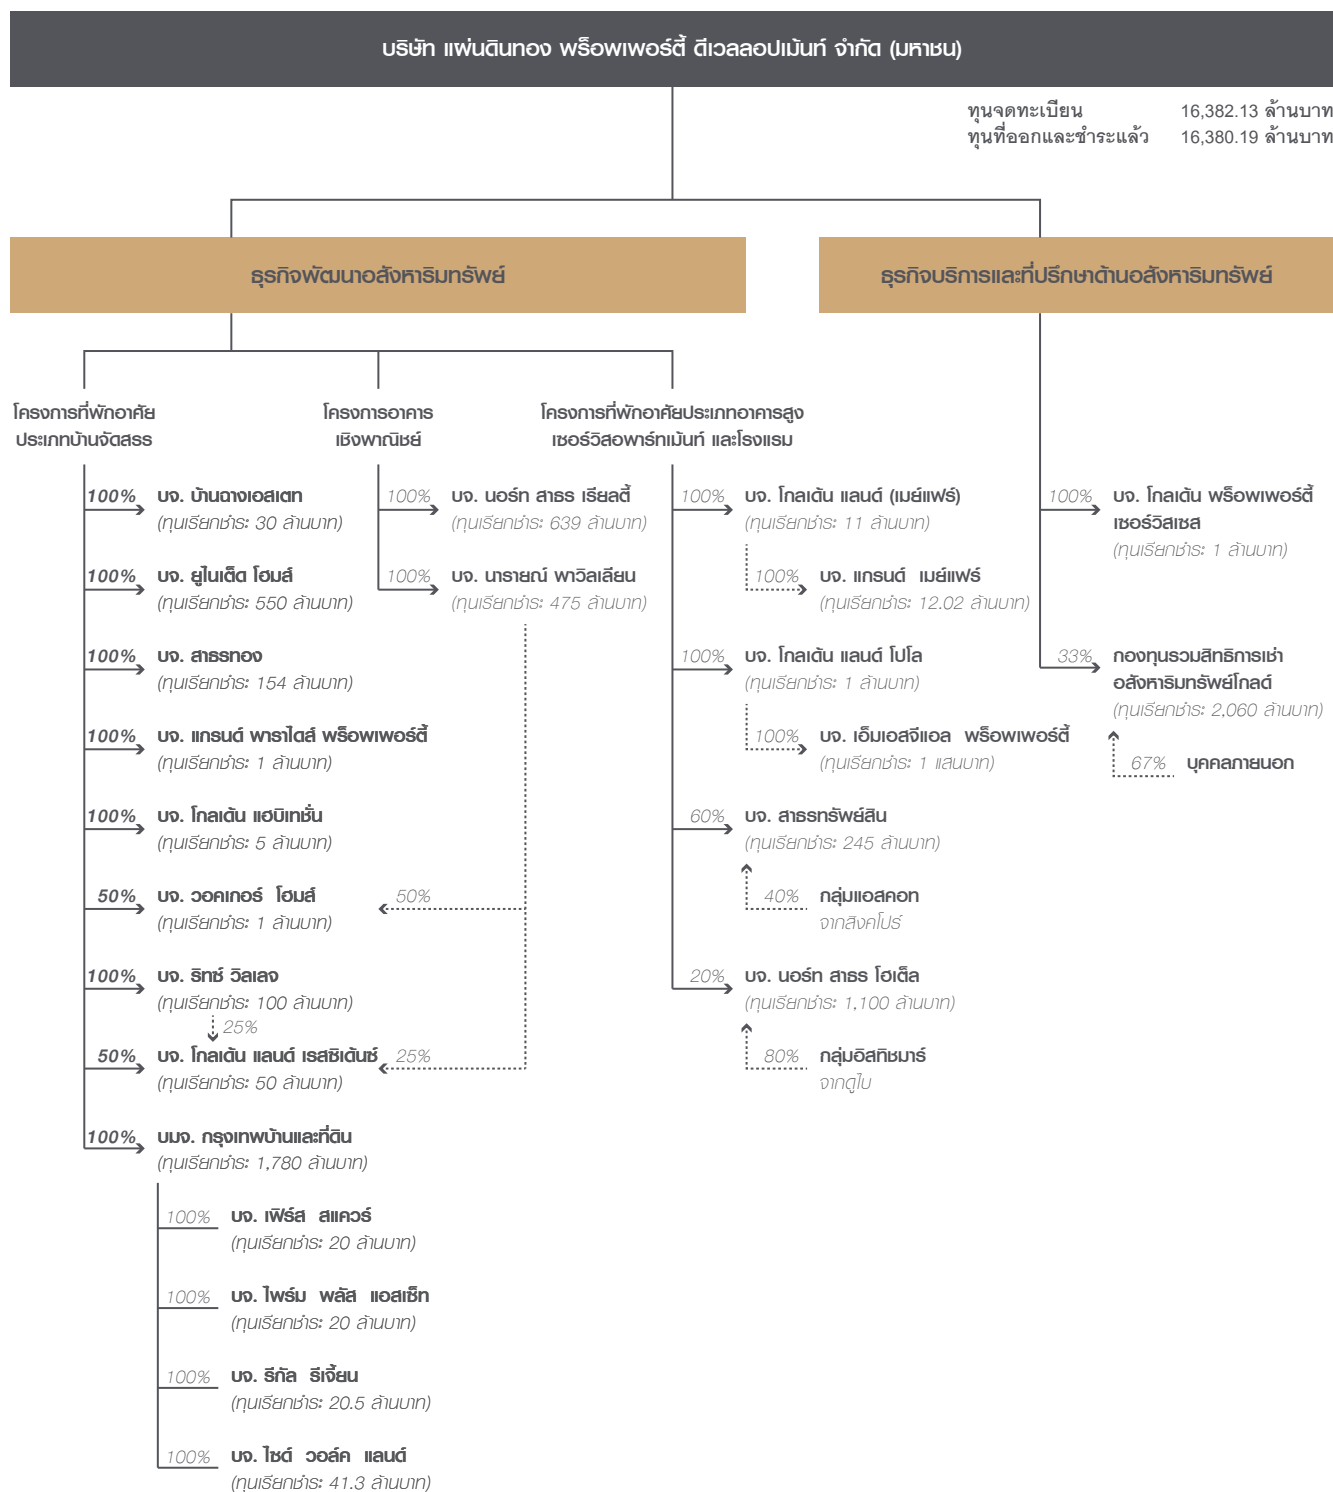 บริษัท แผ่นดินทอง พร็อพเพอร์ตี้ ดีเวลลอปเม้นท์ จำกัด (มหาชน)
ทุนจดทะเบียน 16,382.13 ล้านบาท
ทุนที่ออกและชำระแล้ว 16,380.19 ล้านบาท
ธุรกิจพัฒนาอสังหาริมทรัพย์
ธุรกิจบริการและที่ปรึกษาด้านอสังหาริมทรัพย์
โครงการที่พักอาศัย
ประเภทบ้านจัดสรร
100% บจ. บ้านฉางเอสเตท
(ทุนเรียกชำระ 30 ล้านบาท)
100% บจ. ยูไนเต็ด โฮมส์
(ทุนเรียกชำระ 550 ล้านบาท)
100% บจ. สาธรทอง
(ทุนเรียกชำระ 154 ล้านบาท)
100% บจ. แกรนด์ พาราไดส์ พร็อพเพอร์ตี้
(ทุนเรียกชำระ 1 ล้านบาท)
100% บจ. โกลเด้น แฮบิเทชั่น
(ทุนเรียกชำระ 5 ล้านบาท)
50% บจ. วอคเกอร์ โฮมส์
(ทุนเรียกชำระ 1 ล้านบาท)
100% บจ. ริทซ์ วิลเลจ
(ทุนเรียกชำระ 100 ล้านบาท)
25%
50% บจ. โกลเด้น แลนด์ เรสซิเด้นซ์
(ทุนเรียกชำระ 50 ล้านบาท)
100% บมจ. กรุงเทพบ้านและที่ดิน
(ทุนเรียกชำระ 1,780 ล้านบาท)
100% บจ. เฟิร์ส สแควร์
(ทุนเรียกชำระ 20 ล้านบาท)
100% บจ. ไพร์ม พลัส แอสเซ็ท
(ทุนเรียกชำระ 20 ล้านบาท)
100% บจ. รีกัล รีเจี้ยน
(ทุนเรียกชำระ 20.5 ล้านบาท)
100% บจ. ไซด์ วอล์ค แลนด์
(ทุนเรียกชำระ 41.3 ล้านบาท)
โครงการอาคาร
เชิงพาณิชย์
100% บจ. นอร์ท สาธร เรียลตี้
(ทุนเรียกชำระ 639 ล้านบาท)
100% บจ. นารายณ์ พาวิลเลียน
(ทุนเรียกชำระ 475 ล้านบาท)
50%
25%
โครงการที่พักอาศัยประเภทอาคารสูง
เซอร์วิสอพาร์ทเม้นท์ และโรงแรม
100% บจ. โกลเด้น แลนด์ (เมย์แฟร์)
(ทุนเรียกชำระ 11 ล้านบาท)
100% บจ. แกรนด์ เมย์แฟร์
(ทุนเรียกชำระ 12.02 ล้านบาท)
100% บจ. โกลเด้น แลนด์ โปโล
(ทุนเรียกชำระ 1 ล้านบาท)
100% บจ. เอ็มเอสจีแอล พร็อพเพอร์ตี้
(ทุนเรียกชำระ 1 แสนบาท)
60% บจ. สาธรทรัพย์สิน
(ทุนเรียกชำระ 245 ล้านบาท)
40% กลุ่มแอสคอท
จากสิงคโปร์
20% บจ. นอร์ท สาธร โฮเต็ล
(ทุนเรียกชำระ 1,100 ล้านบาท)
80% กลุ่มอิสทิชมาร์
จากดูไบ
100% บจ. โกลเด้น พร็อพเพอร์ตี้
เซอร์วิสเซส
(ทุนเรียกชำระ 1 ล้านบาท)
33% กองทุนรวมสิทธิการเช่า
อสังหาริมทรัพย์โกลด์
(ทุนเรียกชำระ 2,060 ล้านบาท)
67% บุคคลภายนอก